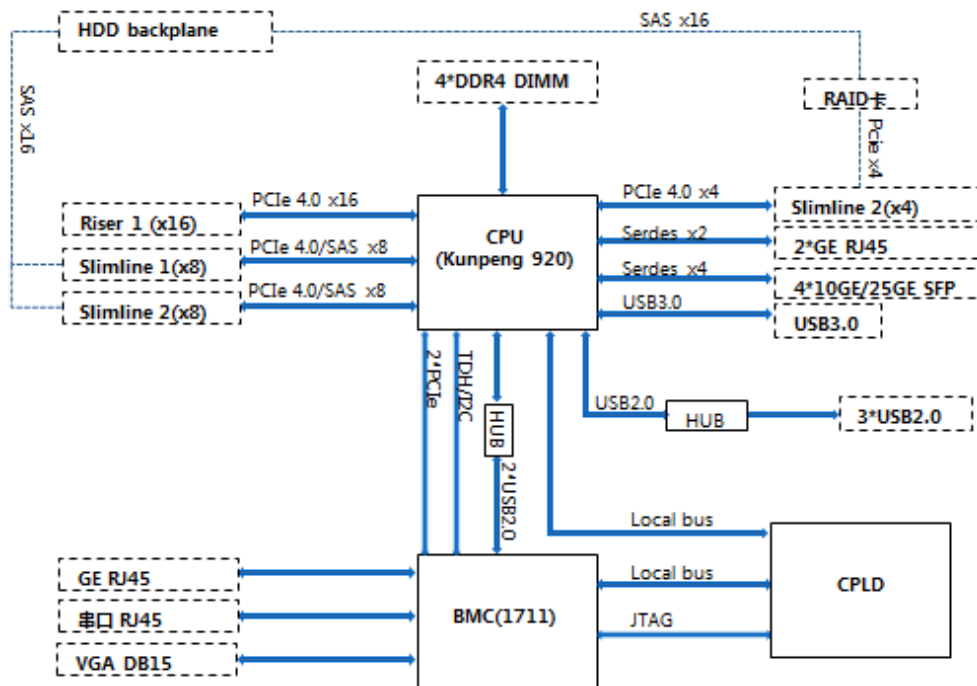 SAS x16
HDD backplane
4*DDR4 DIMM
RAID卡
SAS x16
Pcie x4
PCIe 4.0 x16
PCIe 4.0 x4
Riser 1 (x16)
CPU
(Kunpeng 920)
Slimline 2(x4)
PCIe 4.0/SAS x8
Serdes x2
Slimline 1(x8)
2*GE RJ45
PCIe 4.0/SAS x8
Serdes x4
Slimline 2(x8)
4*10GE/25GE SFP
USB3.0
USB3.0
2*PCIe
TDH/I2C
HUB
2*USB2.0
USB2.0
HUB
3*USB2.0
Local bus
Local bus
JTAG
CPLD
GE RJ45
串口 RJ45
VGA DB15
BMC(1711)